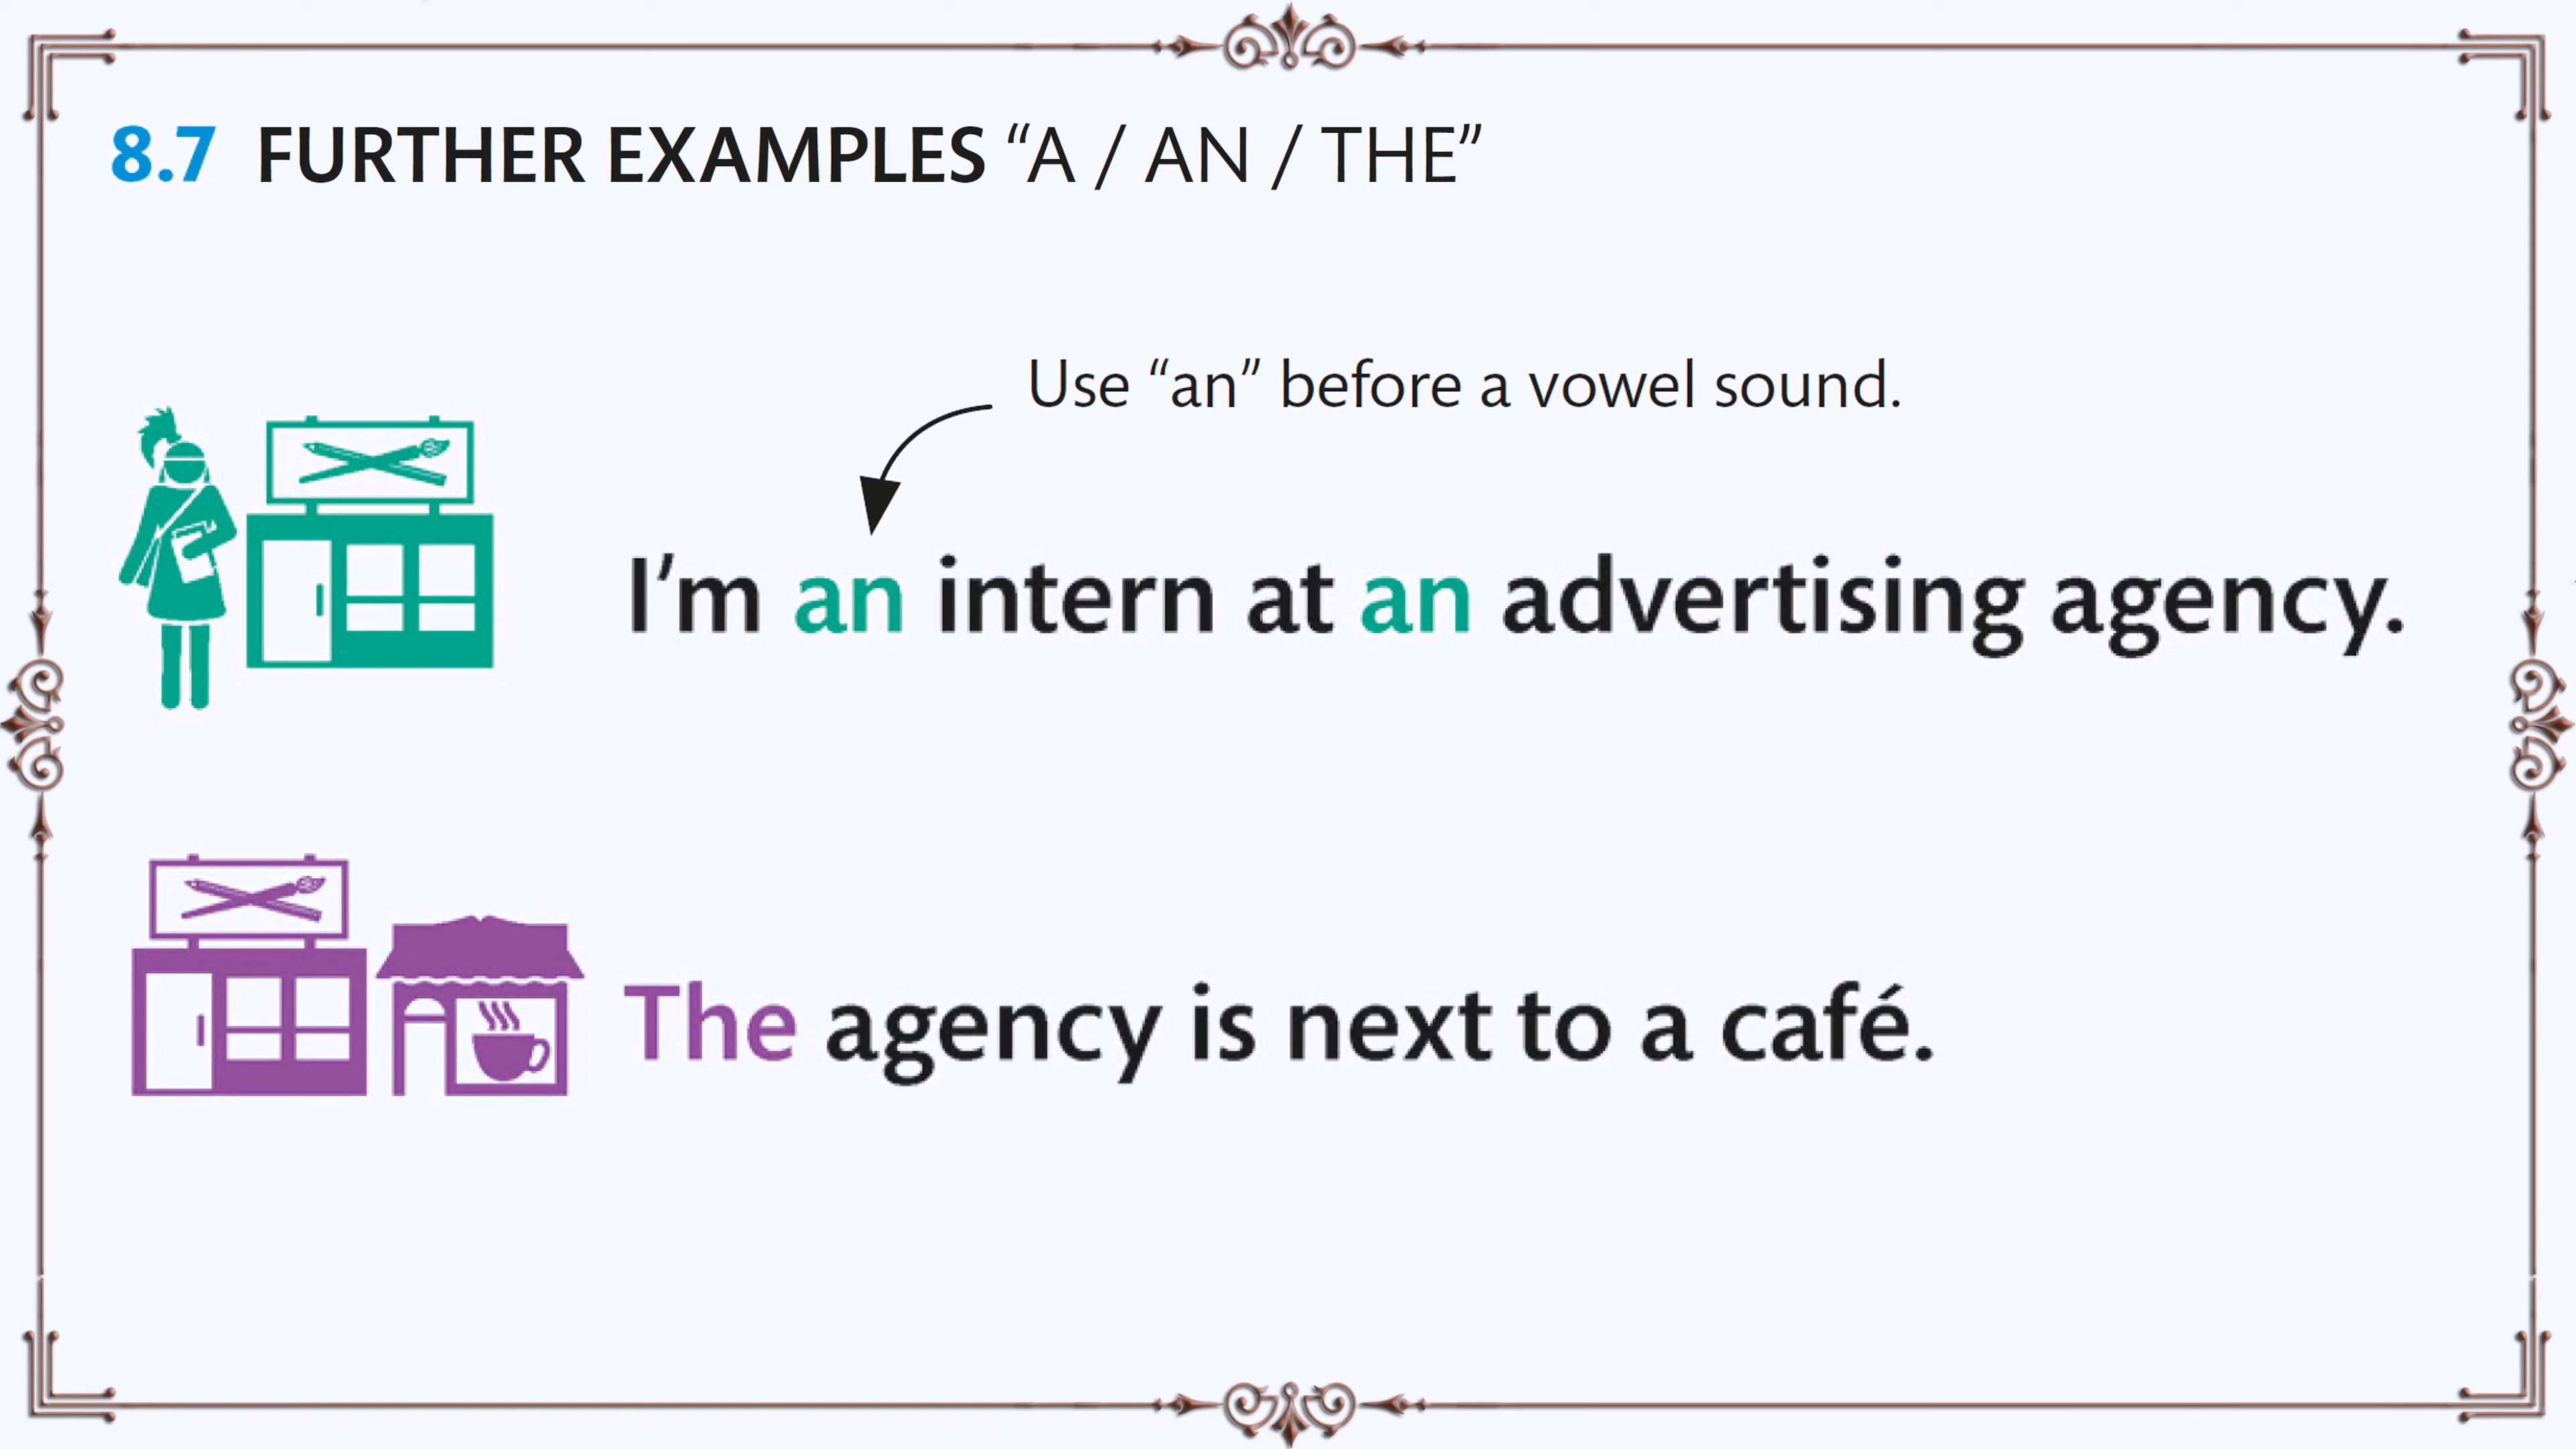 8.7 FURTHER EXAMPLES “A / AN / THE”
Use “an” before a vowel sound.
I’m an intern at an advertising agency.
The agency is next to a café.